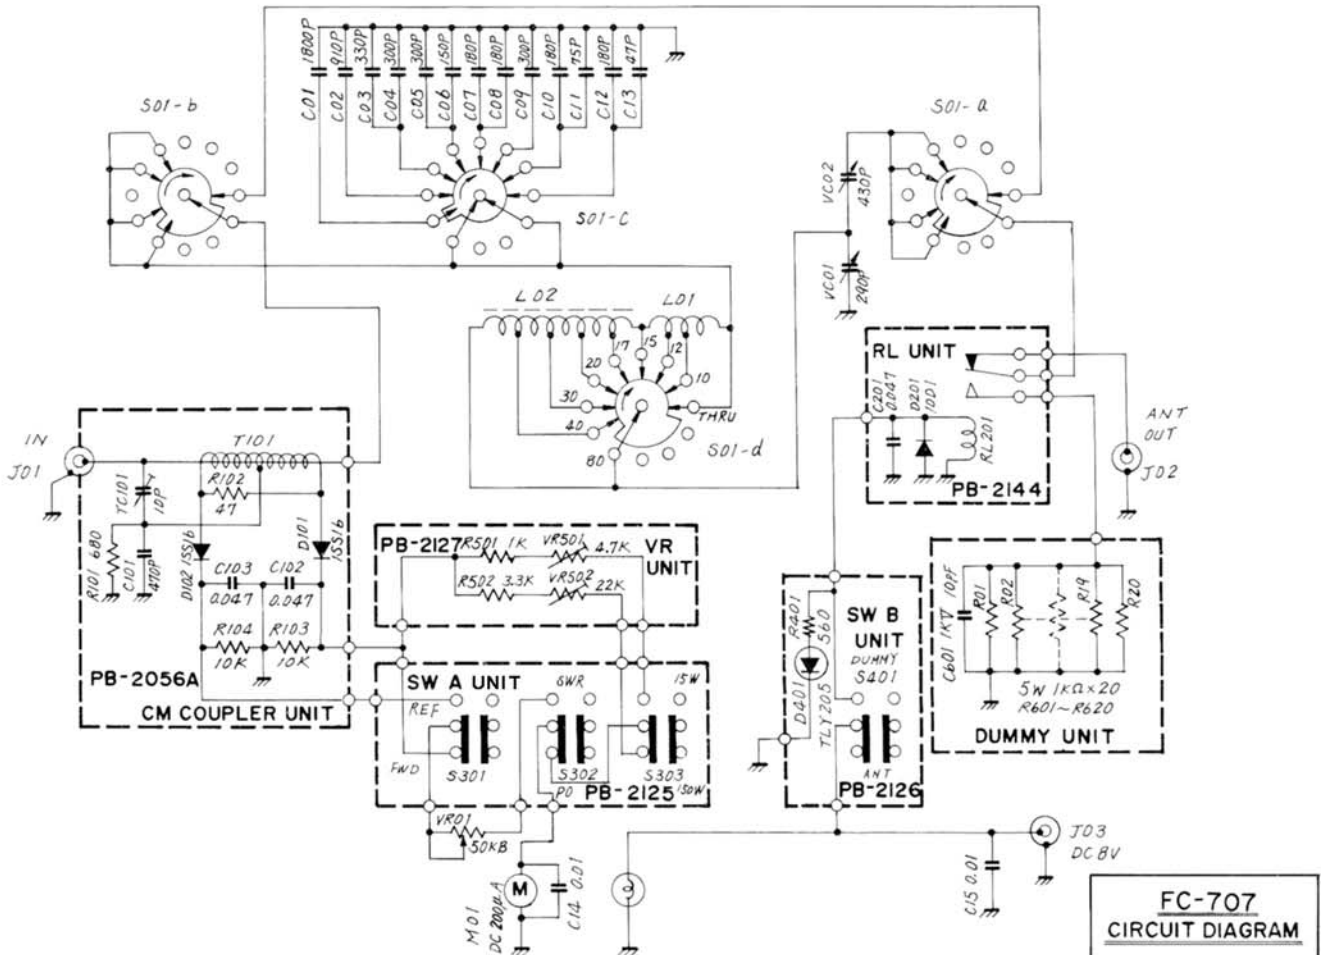 1800P
910P
330P
300P
300P
150P
180P
180P
300P
180P
75P
180P
47P
C01
C02
C03
C04
C05
C06
C07
C08
C09
C10
C11
C12
C13
S01-b
S01-c
S01-a
VC02
430P
VC01
290P
L02
L01
17
15
12
20
10
30
THRU
40
80
S01-d
RL UNIT
C201
0.047
D201
10D1
RL201
PB-2144
ANT
OUT
J02
IN
J01
T101
TC101
10P
R102
47
R101 680
C101
470P
D102 1SS16
D101
1SS16
C103
0.047
C102
0.047
R104
10K
R103
10K
PB-2056A
CM COUPLER UNIT
PB-2127
R501 1K
VR501
4.7K
VR
UNIT
R502 3.3K
VR502
22K
SW A UNIT
REF
FWD
S301
SWR
S302
PO
15W
S303
150W
PB-2125
VR01
50KB
M
M01
DC 200μA
C14 0.01
SW B
UNIT
R401
560
DUMMY
S401
D401
TLY205
ANT
PB-2126
C601 1KV 10PF
R01
R02
R19
R20
5W 1KΩ×20
R601~R620
DUMMY UNIT
J03
DC 8V
C15 0.01
FC-707
CIRCUIT DIAGRAM